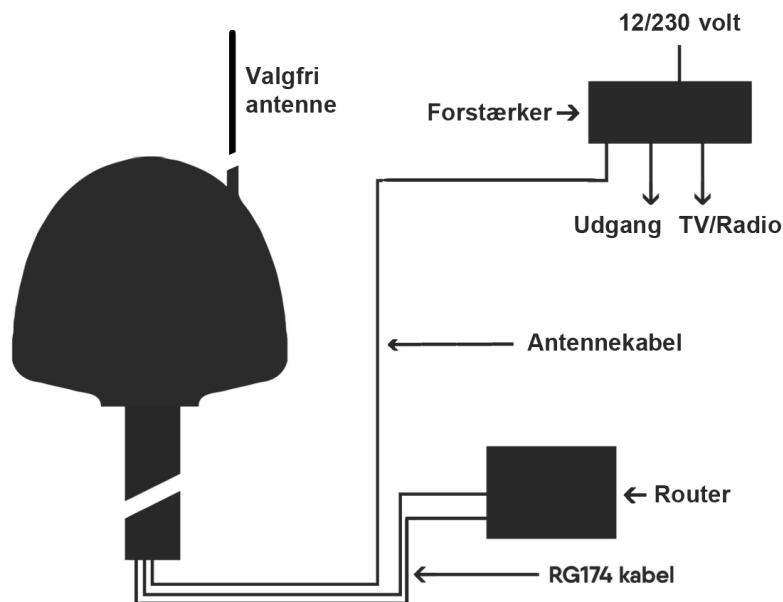 12/230 volt
Valgfri
antenne
Forstærker
Udgang TV/Radio
Antennekabel
Router
RG174 kabel